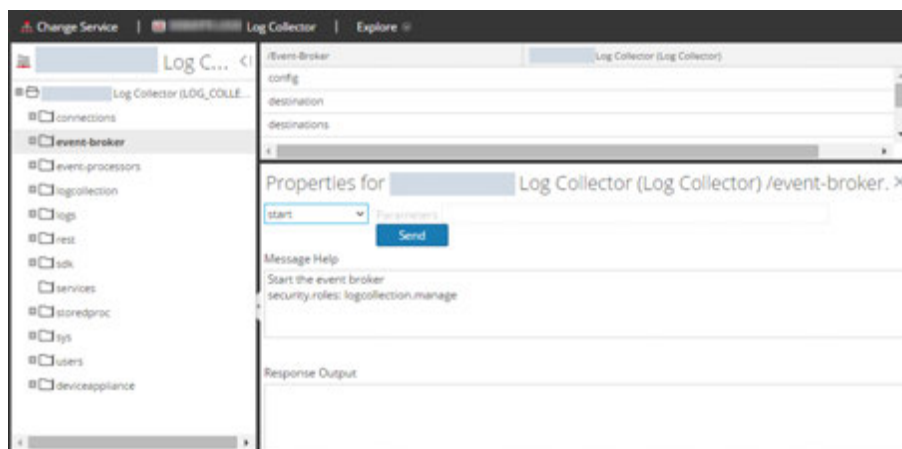 Change Service | Log Collector | Explore
Log C...
Log Collector (LOG_COLLE...
connections
event-broker
event-processors
logcollection
logs
rest
sdk
services
storedproc
sys
users
deviceappliance
/Event-Broker
Log Collector (Log Collector)
config
destination
destinations
Properties for Log Collector (Log Collector) /event-broker.
start
Parameters
Send
Message Help
Start the event broker
security.roles: logcollection.manage
Response Output